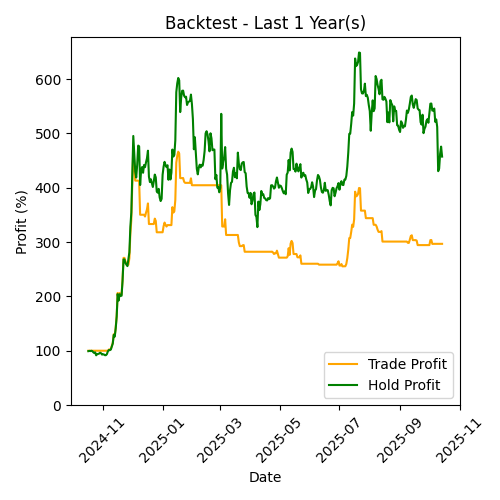 Backtest - Last 1 Year(s)
Profit (%)
600
500
400
300
200
100
0
2024-11
2025-01
2025-03
2025-05
2025-07
2025-09
2025-11
Date
Trade Profit
Hold Profit